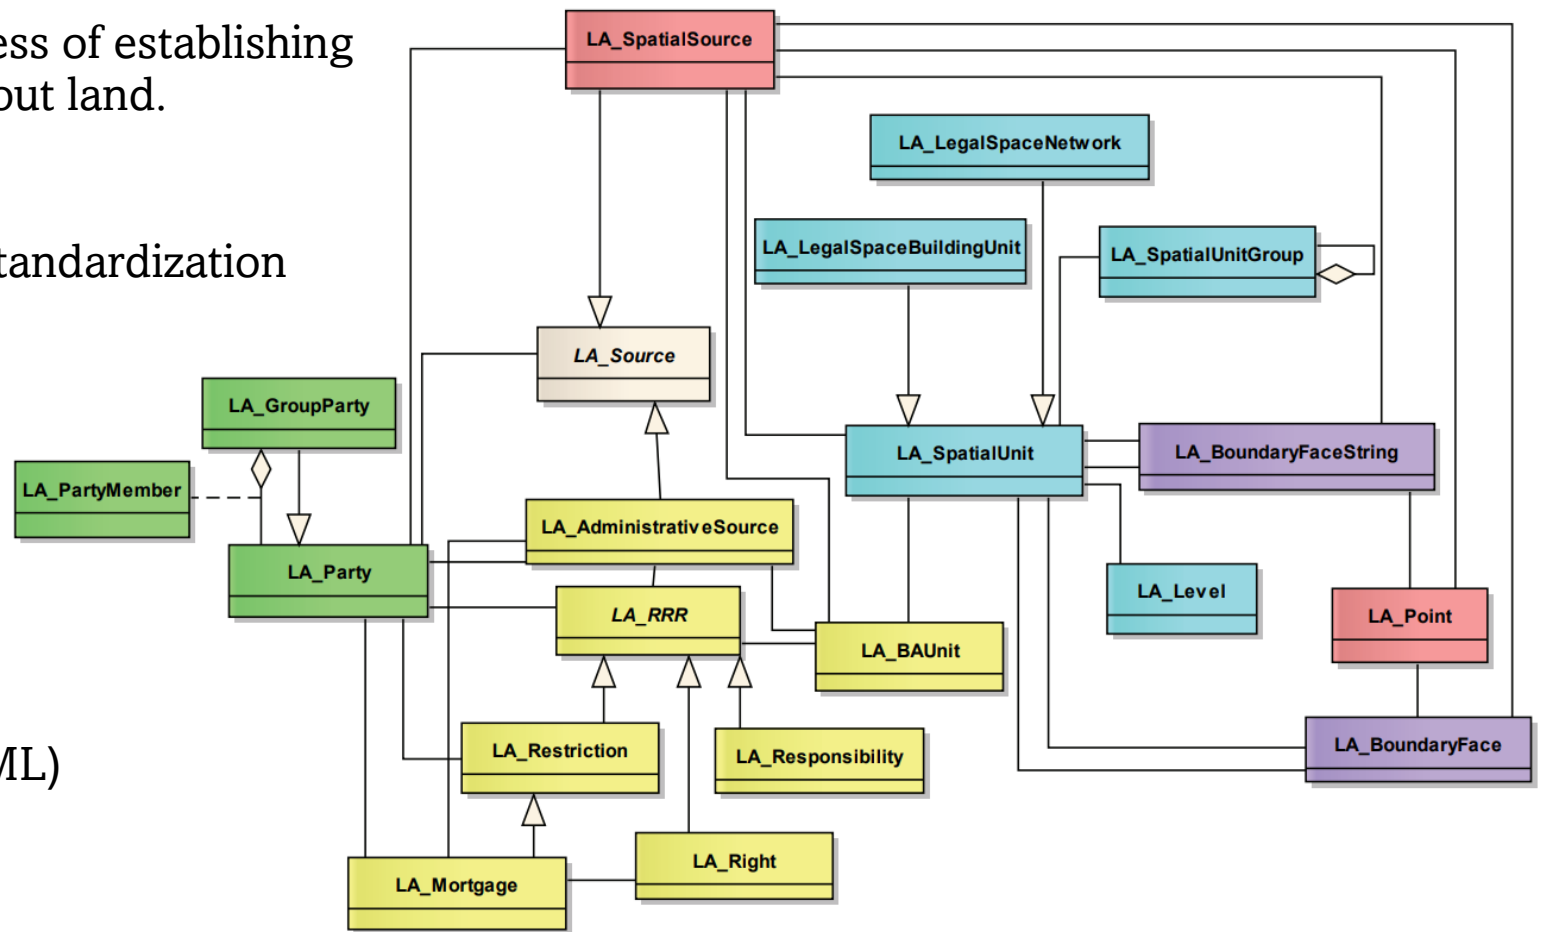 ess of establishing
out land.
tandardization
ML)
LA_SpatialSource
LA_LegalSpaceNetwork
LA_LegalSpaceBuildingUnit
LA_SpatialUnitGroup
LA_Source
LA_GroupParty
LA_SpatialUnit
LA_BoundaryFaceString
LA_PartyMember
LA_AdministrativeSource
LA_Party
LA_Level
LA_RRR
LA_Point
LA_BAUnit
LA_Restriction
LA_Responsibility
LA_BoundaryFace
LA_Right
LA_Mortgage